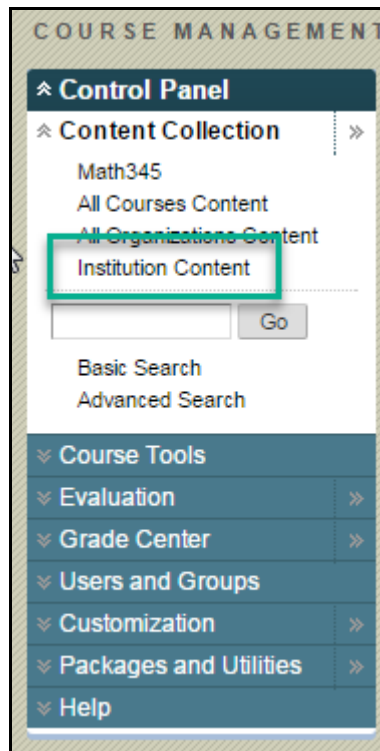 COURSE MANAGEMENT
Control Panel
Content Collection
Math345
All Courses Content
All Organizations Content
Institution Content
Go
Basic Search
Advanced Search
Course Tools
Evaluation
Grade Center
Users and Groups
Customization
Packages and Utilities
Help